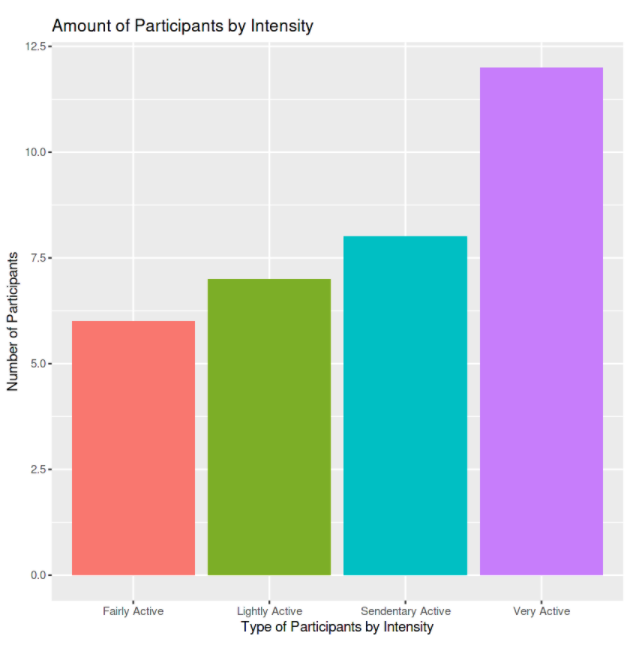 Amount of Participants by Intensity
12.5
10.0
7.5
5.0
2.5
0.0
Number of Participants
Fairly Active
Lightly Active
Sendentary Active
Very Active
Type of Participants by Intensity